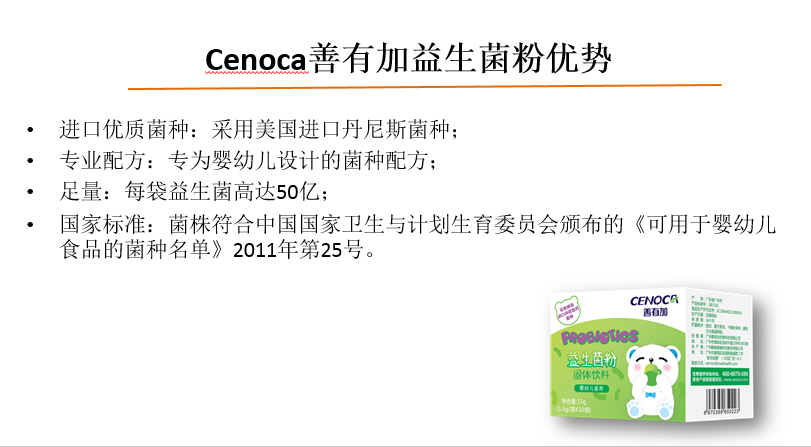 Cenoca善有加益生菌粉优势
• 进口优质菌种：采用美国进口丹尼斯菌种；
• 专业配方：专为婴幼儿设计的菌种配方；
• 足量：每袋益生菌高达50亿；
• 国家标准：菌株符合中国国家卫生与计划生育委员会颁布的《可用于婴幼儿
食品的菌种名单》2011年第25号。
CENOCA
善有加
PROBIOTICS
益生菌粉
固体饮料
婴幼儿适用
净含量:15g
(1.5g/袋X10袋)
400-6070-599